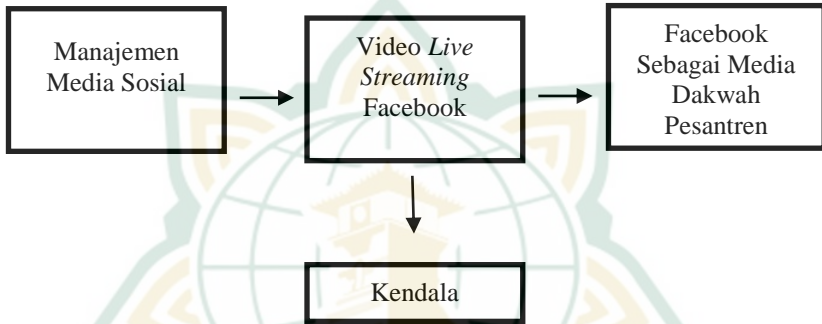 Manajemen
Media Sosial
Video Live
Streaming
Facebook
Facebook
Sebagai Media
Dakwah
Pesantren
Kendala